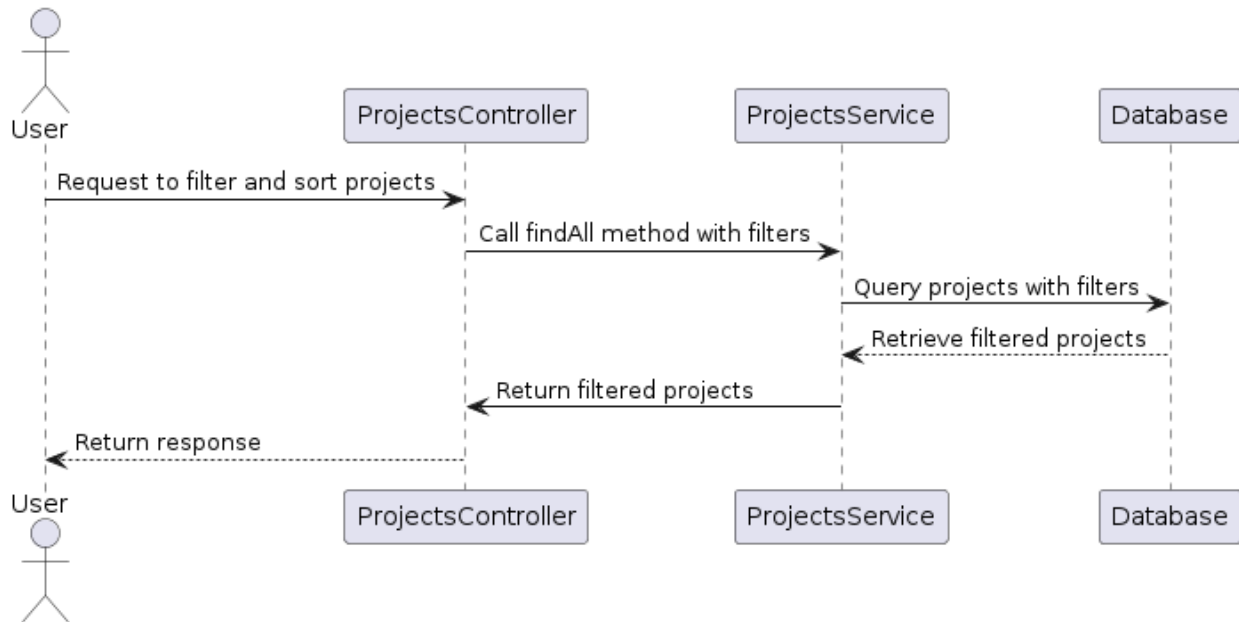 User
ProjectsController
ProjectsService
Database
Request to filter and sort projects
Call findAll method with filters
Query projects with filters
Retrieve filtered projects
Return filtered projects
Return response
User
ProjectsController
ProjectsService
Database